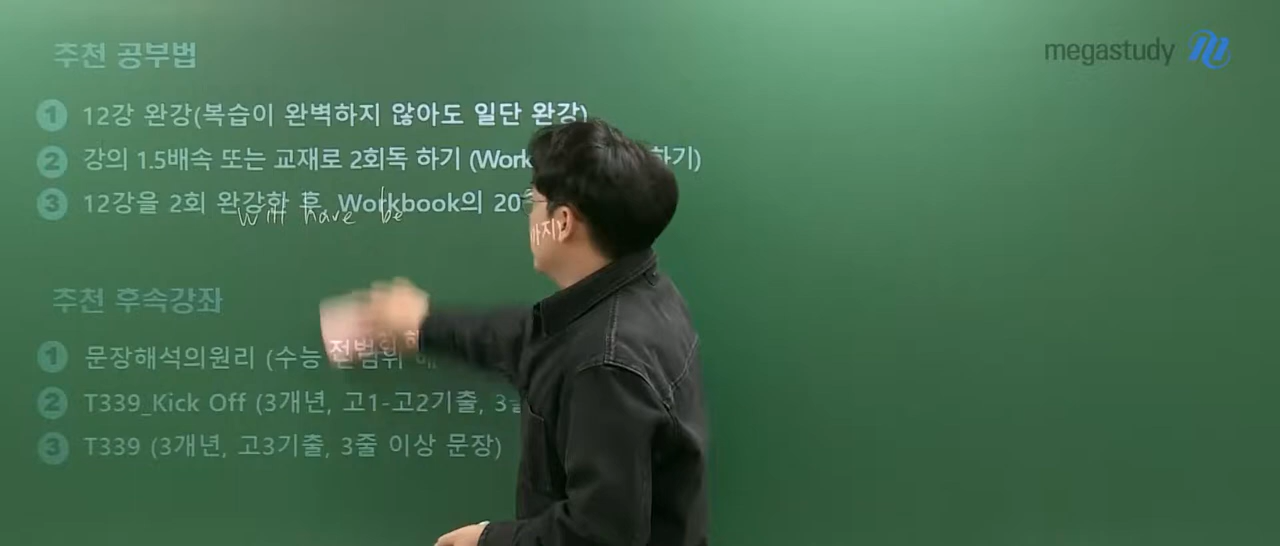 megastudy
추천 공부법
1 12강 완강(복습이 완벽하지 않아도 일단 완강)
2 강의 1.5배속 또는 교재로 2회독 하기 (Work 하기)
3 12강을 2회 완강한 후, Workbook의 20
will have be
추천 후속강좌
1 문장해석의원리 (수능 전범위 해
2 T339_Kick Off (3개년, 고1-고2기출, 3줄
3 T339 (3개년, 고3기출, 3줄 이상 문장)